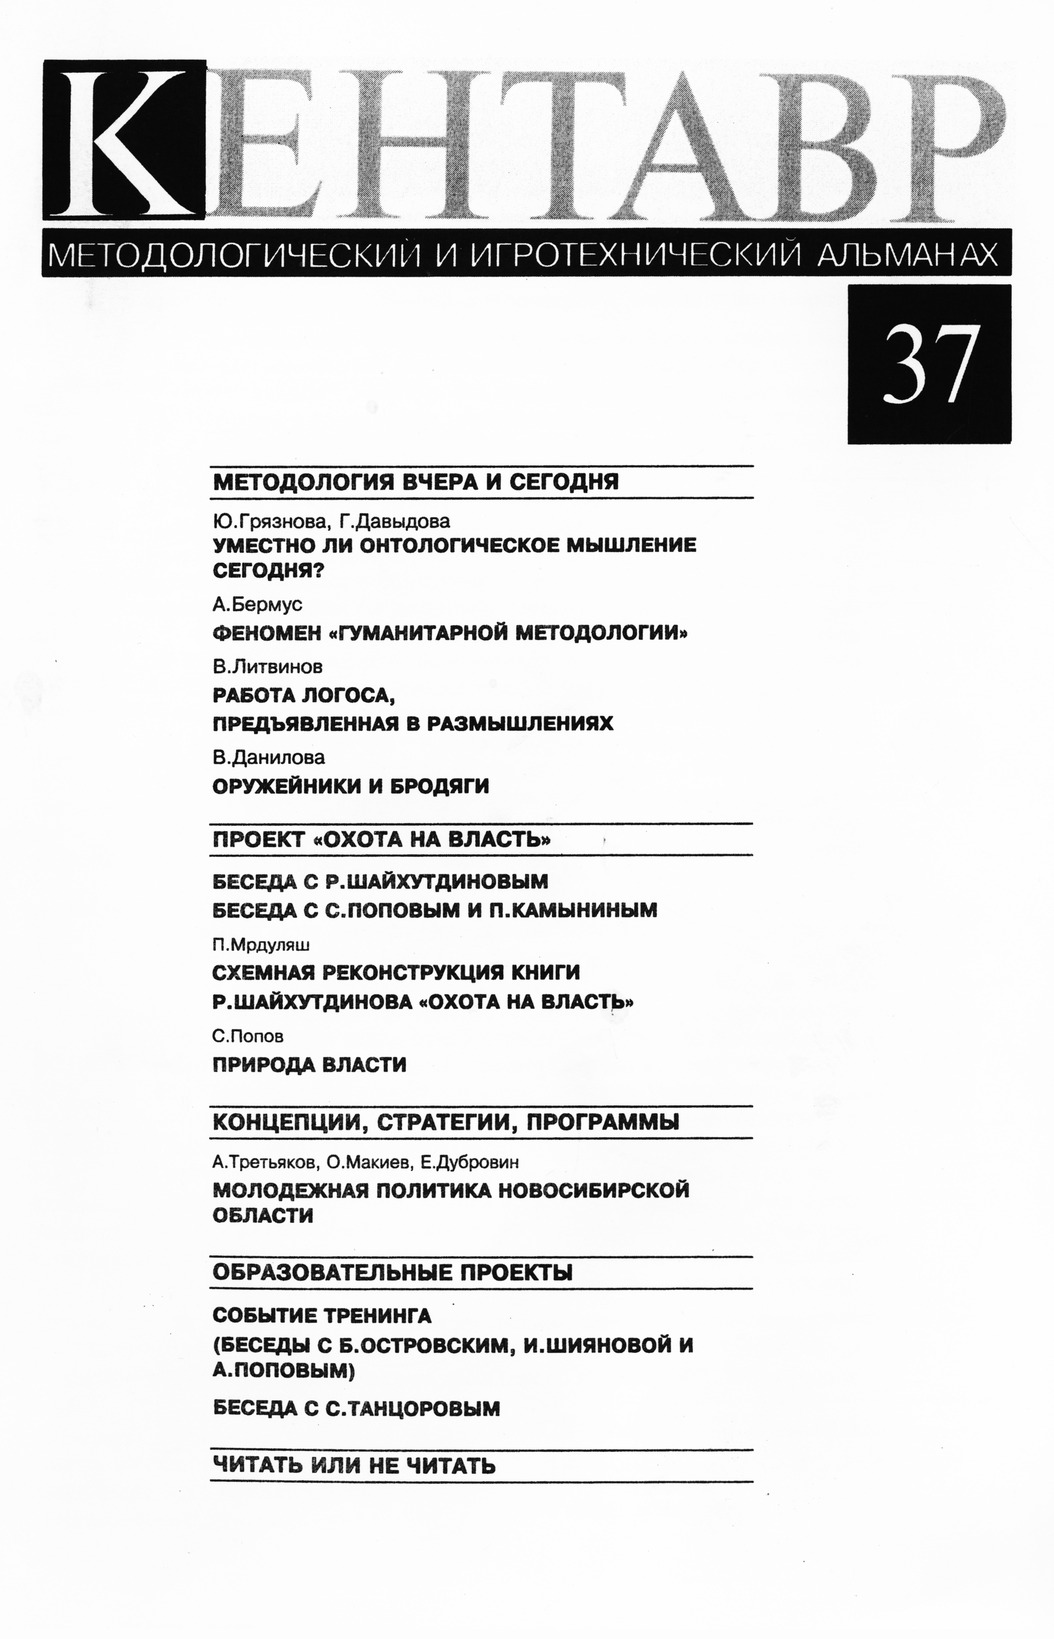 КЕНТАВР
МЕТОДОЛОГИЧЕСКИЙ И ИГРОТЕХНИЧЕСКИЙ АЛЬМАНАХ
37
МЕТОДОЛОГИЯ ВЧЕРА И СЕГОДНЯ
Ю.Грязнова, Г.Давыдова
УМЕСТНО ЛИ ОНТОЛОГИЧЕСКОЕ МЫШЛЕНИЕ
СЕГОДНЯ?
А.Бермус
ФЕНОМЕН «ГУМАНИТАРНОЙ МЕТОДОЛОГИИ»
В.Литвинов
РАБОТА ЛОГОСА,
ПРЕДЪЯВЛЕННАЯ В РАЗМЫШЛЕНИЯХ
В.Данилова
ОРУЖЕЙНИКИ И БРОДЯГИ
ПРОЕКТ «ОХОТА НА ВЛАСТЬ»
БЕСЕДА С Р.ШАЙХУТДИНОВЫМ
БЕСЕДА С С.ПОПОВЫМ И П.КАМЫНИНЫМ
П.Мрдуляш
СХЕМНАЯ РЕКОНСТРУКЦИЯ КНИГИ
Р.ШАЙХУТДИНОВА «ОХОТА НА ВЛАСТЬ»
С.Попов
ПРИРОДА ВЛАСТИ
КОНЦЕПЦИИ, СТРАТЕГИИ, ПРОГРАММЫ
А.Третьяков, О.Макиев, Е.Дубровин
МОЛОДЕЖНАЯ ПОЛИТИКА НОВОСИБИРСКОЙ
ОБЛАСТИ
ОБРАЗОВАТЕЛЬНЫЕ ПРОЕКТЫ
СОБЫТИЕ ТРЕНИНГА
(БЕСЕДЫ С Б.ОСТРОВСКИМ, И.ШИЯНОВОЙ И
А.ПОПОВЫМ)
БЕСЕДА С С.ТАНЦОРОВЫМ
ЧИТАТЬ ИЛИ НЕ ЧИТАТЬ